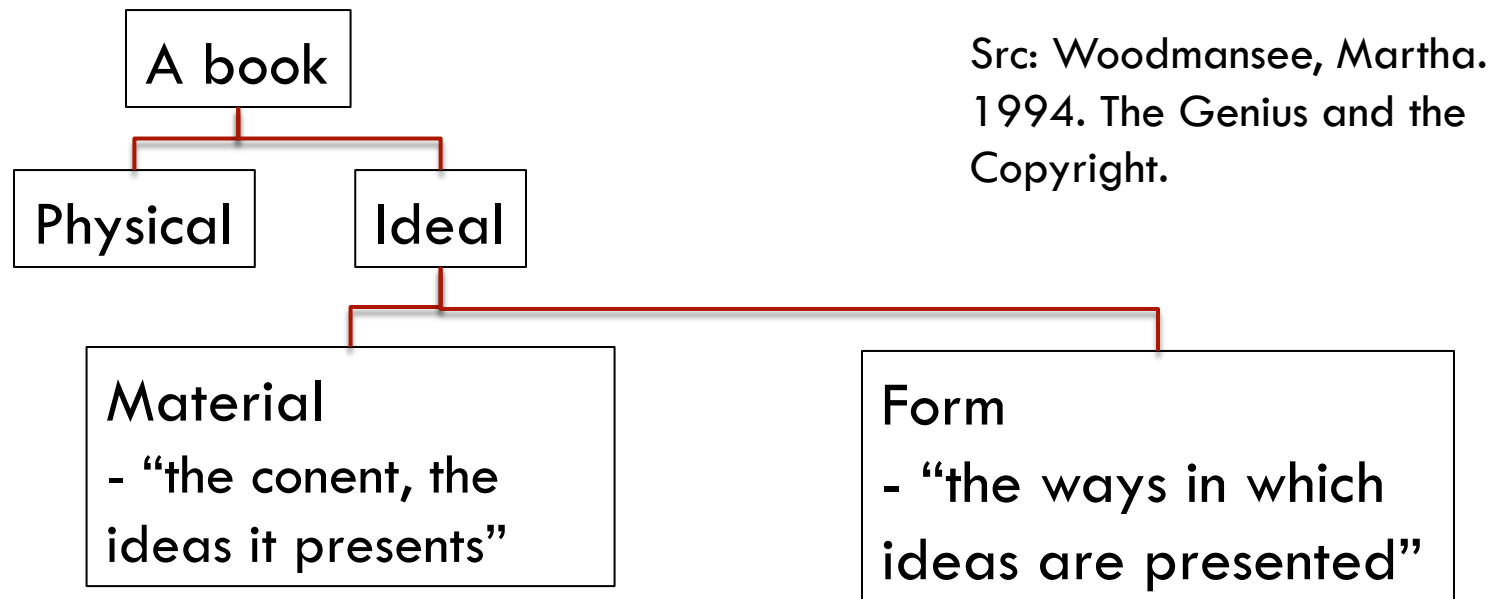 A book
Src: Woodmansee, Martha.
1994. The Genius and the
Copyright.
Physical
Ideal
Material
- “the conent, the
ideas it presents”
Form
- “the ways in which
ideas are presented”